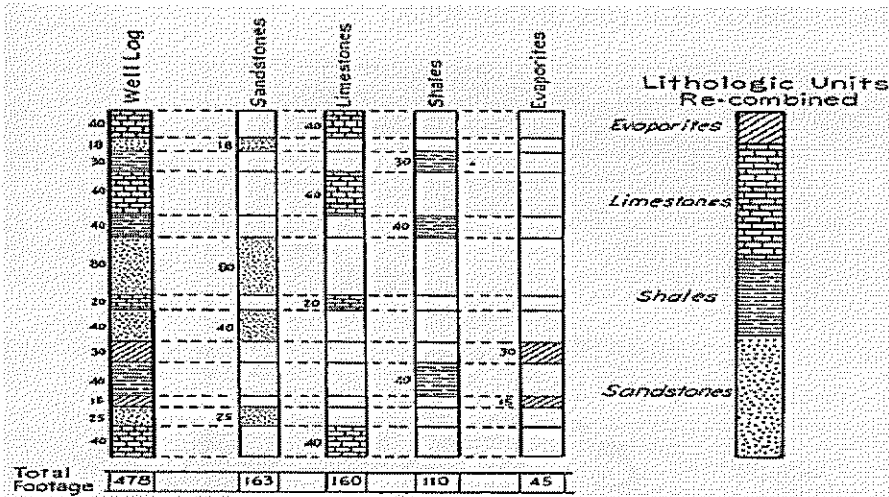 Well Log
Sandstones
Limestones
Shales
Evaporites
40 40
18 18
30 30
60 60
40 40
80 80
20 20
40 40
30 30
40 40
15 15
25 25
40 40
Total
Footage 478 163 160 110 45
Lithologic Units
Re-combined
Evaporites
Limestones
Shales
Sandstones